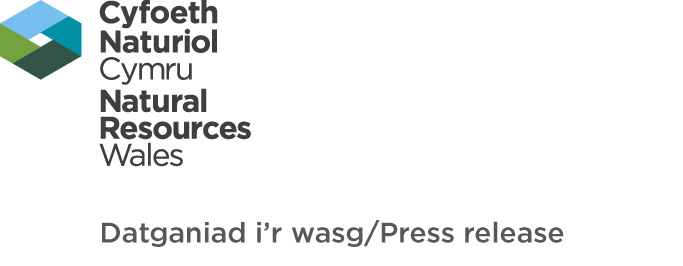 Cyfoeth
Naturiol
Cymru
Natural
Resources
Wales
Datganiad i’r wasg/Press release